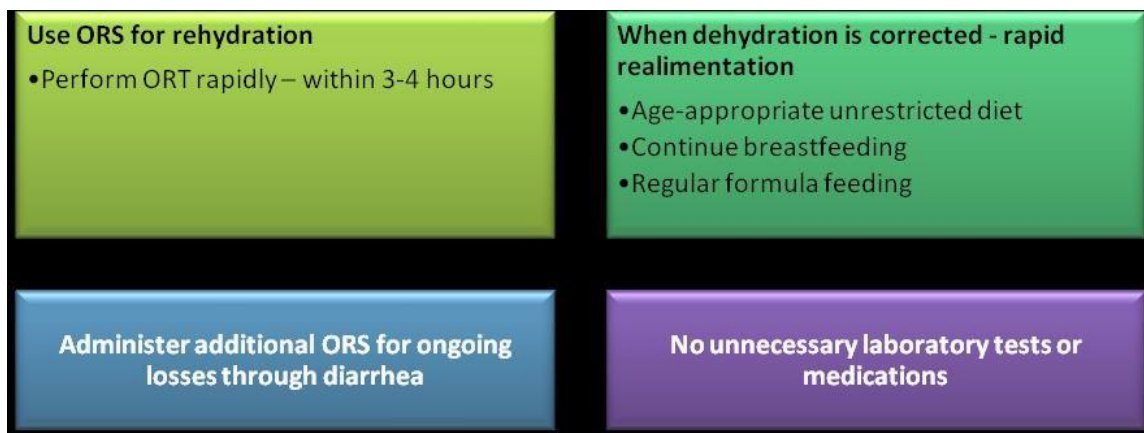 Use ORS for rehydration
•Perform ORT rapidly – within 3-4 hours
When dehydration is corrected - rapid
realimentation
•Age-appropriate unrestricted diet
•Continue breastfeeding
•Regular formula feeding
Administer additional ORS for ongoing
losses through diarrhea
No unnecessary laboratory tests or
medications